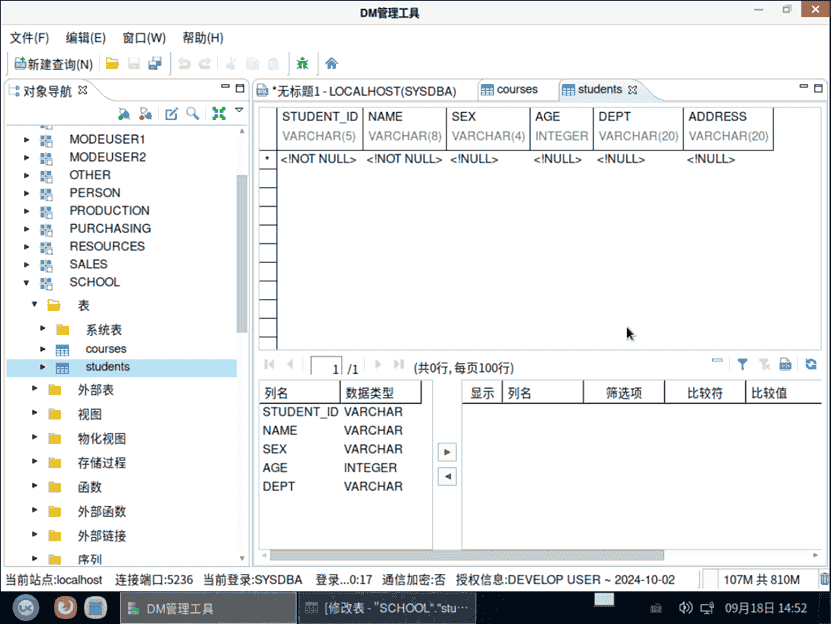 DM管理工具
文件(F) 编辑(E) 窗口(W) 帮助(H)
新建查询(N)
对象导航
*无标题1 - LOCALHOST(SYSDBA) courses students
MODEUSER1
MODEUSER2
OTHER
PERSON
PRODUCTION
PURCHASING
RESOURCES
SALES
SCHOOL
表
系统表
courses
students
外部表
视图
物化视图
存储过程
函数
外部函数
外部链接
序列
STUDENT_ID NAME SEX AGE DEPT ADDRESS
VARCHAR(5) VARCHAR(8) VARCHAR(4) INTEGER VARCHAR(20) VARCHAR(20)
* <!NOT NULL> <!NOT NULL> <!NULL> <!NULL> <!NULL> <!NULL>
1 /1 (共0行, 每页100行)
列名 数据类型
STUDENT_ID VARCHAR
NAME VARCHAR
SEX VARCHAR
AGE INTEGER
DEPT VARCHAR
显示 列名 筛选项 比较符 比较值
当前站点:localhost 连接端口:5236 当前登录:SYSDBA 登录...0:17 通信加密:否 授权信息:DEVELOP USER ~ 2024-10-02 107M 共 810M
DM管理工具 [修改表 - "SCHOOL"."stu··· 09月18日 14:52